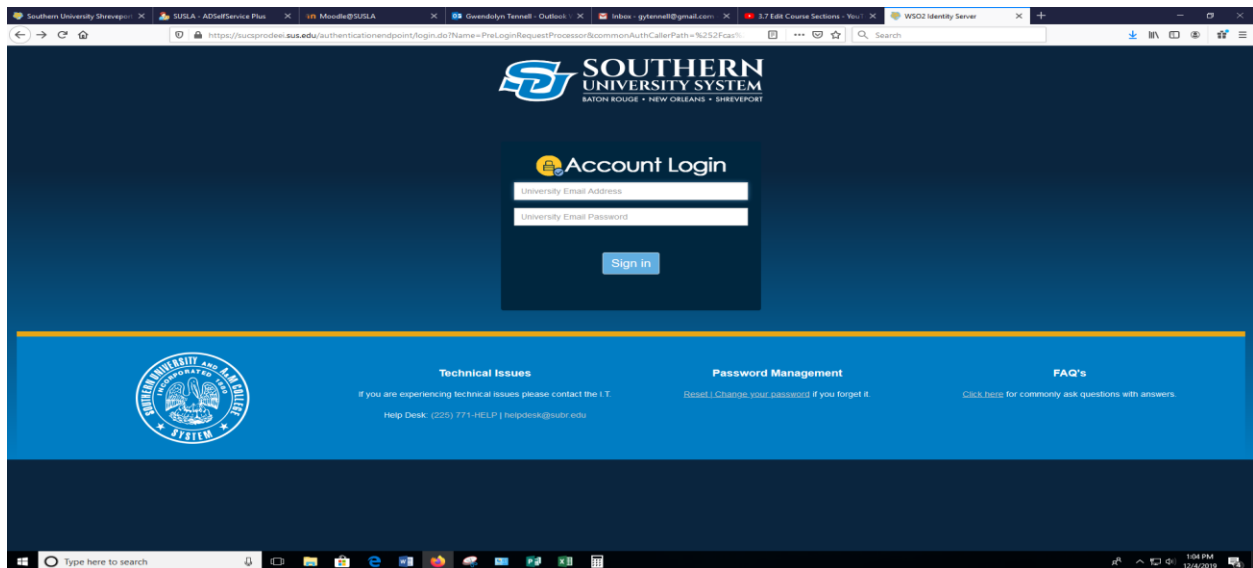 Southern University Shreveport
SUSLA - ADSelfService Plus
Moodle@SUSLA
Gwendolyn Tennell - Outlook
Inbox - gytennell@gmail.com
3.7 Edit Course Sections - You
WSO2 Identity Server
https://sucsprodeei.sus.edu/authenticationendpoint/login.do?Name=PreLoginRequestProcessor&commonAuthCallerPath=%252Fcas%
Search
SOUTHERN
UNIVERSITY SYSTEM
BATON ROUGE • NEW ORLEANS • SHREVEPORT
Account Login
University Email Address
University Email Password
Sign in
SOUTHERN UNIVERSITY AND A&M COLLEGE
INCORPORATED 1880
SYSTEM
Technical Issues
If you are experiencing technical issues please contact the I.T.
Help Desk: (225) 771-HELP | helpdesk@subr.edu
Password Management
Reset | Change your password if you forget it.
FAQ's
Click here for commonly ask questions with answers.
Type here to search
1:04 PM
12/4/2019